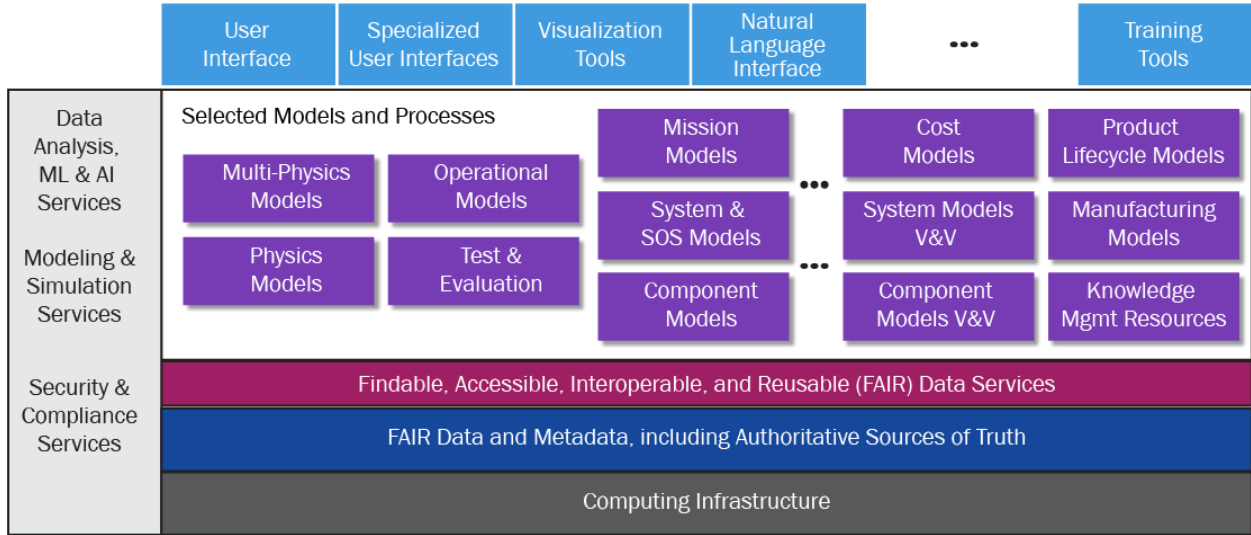 User
Interface
Specialized
User Interfaces
Visualization
Tools
Natural
Language
Interface
...
Training
Tools
Data
Analysis,
ML & AI
Services
Modeling &
Simulation
Services
Security &
Compliance
Services
Selected Models and Processes
Multi-Physics
Models
Operational
Models
Physics
Models
Test &
Evaluation
Mission
Models
...
Cost
Models
Product
Lifecycle Models
System &
SOS Models
...
System Models
V&V
Manufacturing
Models
Component
Models
Component
Models V&V
Knowledge
Mgmt Resources
Findable, Accessible, Interoperable, and Reusable (FAIR) Data Services
FAIR Data and Metadata, including Authoritative Sources of Truth
Computing Infrastructure